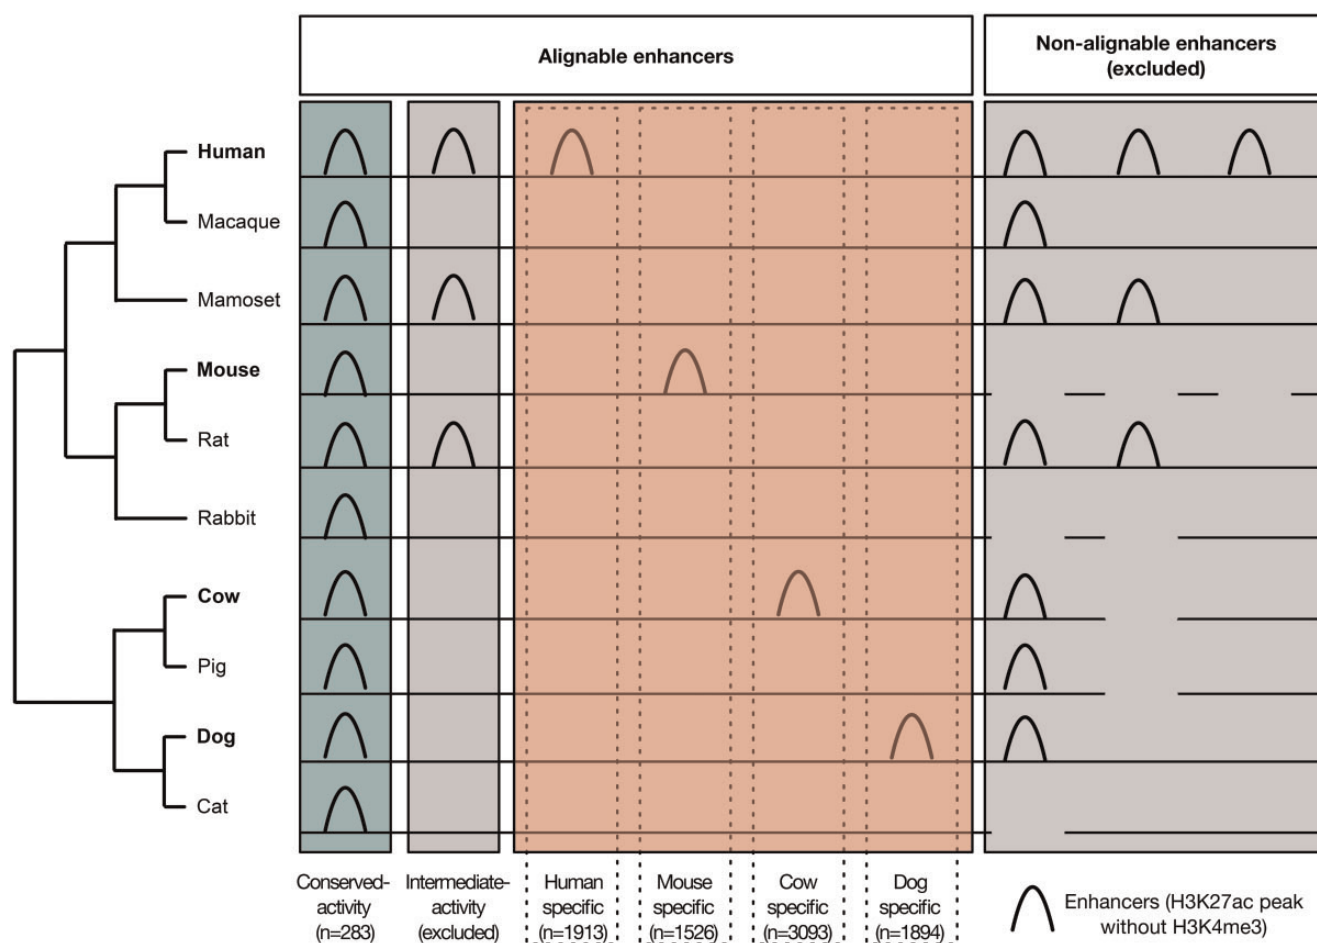 Alignable enhancers
Non-alignable enhancers
(excluded)
Human
Macaque
Mamoset
Mouse
Rat
Rabbit
Cow
Pig
Dog
Cat
Conserved-
activity
(n=283)
Intermediate-
activity
(excluded)
Human
specific
(n=1913)
Mouse
specific
(n=1526)
Cow
specific
(n=3093)
Dog
specific
(n=1894)
Enhancers (H3K27ac peak
without H3K4me3)